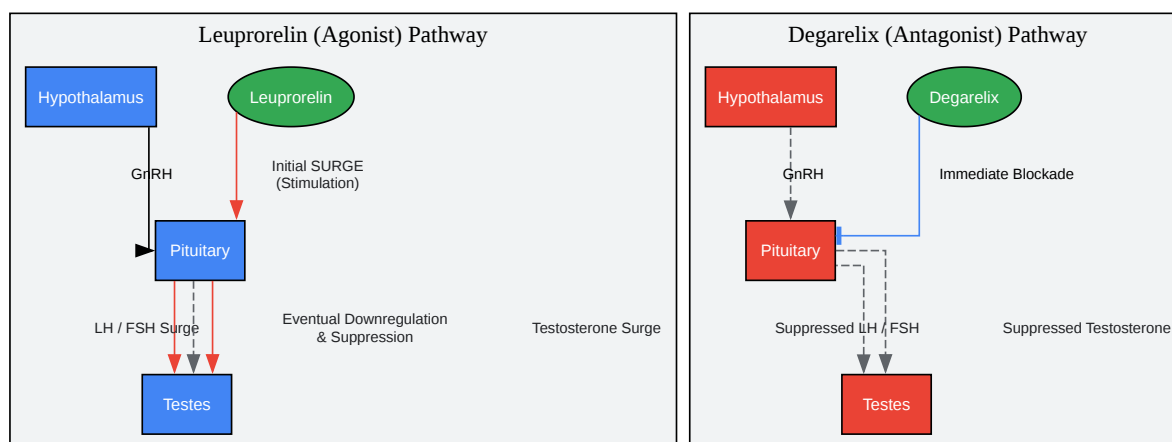 Leuprorelin (Agonist) Pathway
Hypothalamus
Leuprorelin
GnRH
Initial SURGE
(Stimulation)
Pituitary
LH / FSH Surge
Eventual Downregulation
& Suppression
Testosterone Surge
Testes
Degarelix (Antagonist) Pathway
Hypothalamus
Degarelix
GnRH
Immediate Blockade
Pituitary
Suppressed LH / FSH
Suppressed Testosterone
Testes